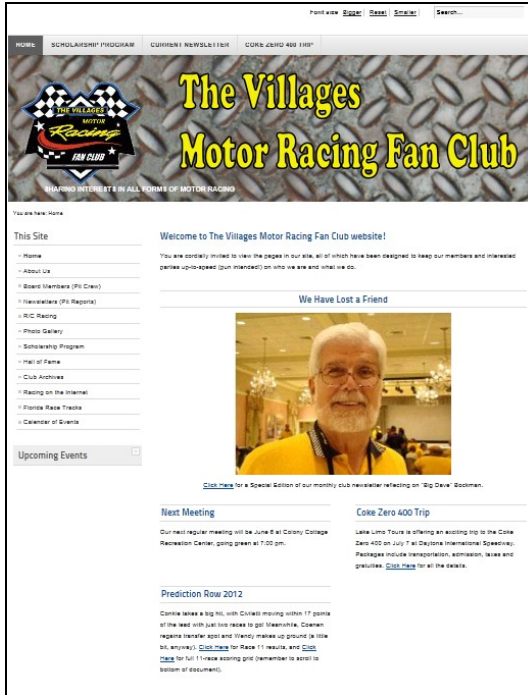 Font size Bigger Reset Smaller Search...
HOME SCHOLARSHIP PROGRAM CURRENT NEWSLETTER COKE ZERO 400 TRIP
THE VILLAGES
MOTOR
Racing
FAN CLUB
The Villages
Motor Racing Fan Club
SHARING INTERESTS IN ALL FORMS OF MOTOR RACING
You are here: Home
This Site
Home
About Us
Board Members (Pit Crew)
Newsletters (Pit Reports)
R/C Racing
Photo Gallery
Scholarship Program
Hall of Fame
Club Archives
Racing on the Internet
Florida Race Tracks
Calendar of Events
Upcoming Events
Welcome to The Villages Motor Racing Fan Club website!
You are cordially invited to view the pages in our site, all of which have been designed to keep our members and interested
parties up-to-speed (pun intended!) on who we are and what we do.
We Have Lost a Friend
Click Here for a Special Edition of our monthly club newsletter reflecting on "Big Dave" Bockman.
Next Meeting
Our next regular meeting will be June 6 at Colony Cottage
Recreation Center, going green at 7:00 pm.
Coke Zero 400 Trip
Lake Limo Tours is offering an exciting trip to the Coke
Zero 400 on July 7 at Daytona International Speedway.
Packages include transportation, admission, taxes and
gratuities. Click Here for all the details.
Prediction Row 2012
Conkle takes a big hit, with Civiletti moving within 17 points
of the lead with just two races to go! Meanwhile, Coenen
regains transfer spot and Wendy makes up ground (a little
bit, anyway). Click Here for Race 11 results, and Click
Here for full 11-race scoring grid (remember to scroll to
bottom of document).